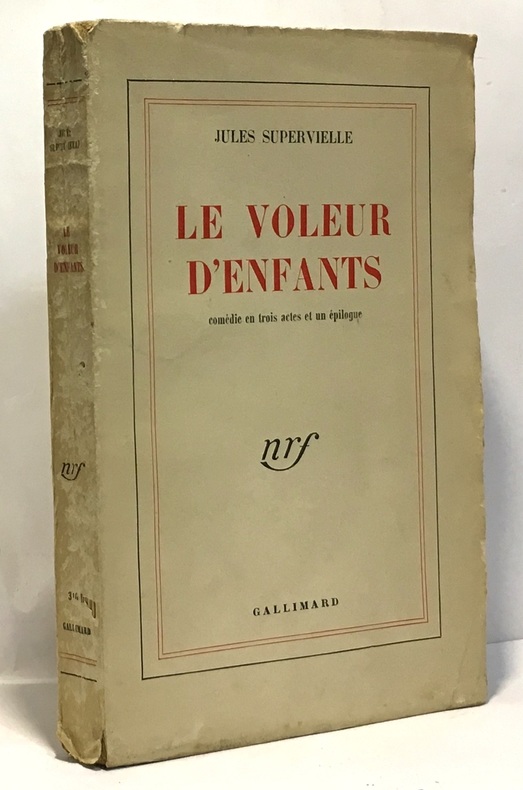 JULES SUPERVIELLE
LE VOLEUR
D'ENFANTS
comédie en trois actes et un épilogue
nrf
GALLIMARD
LE
VOLEUR
D'ENFANTS
nrf
GALLIMARD